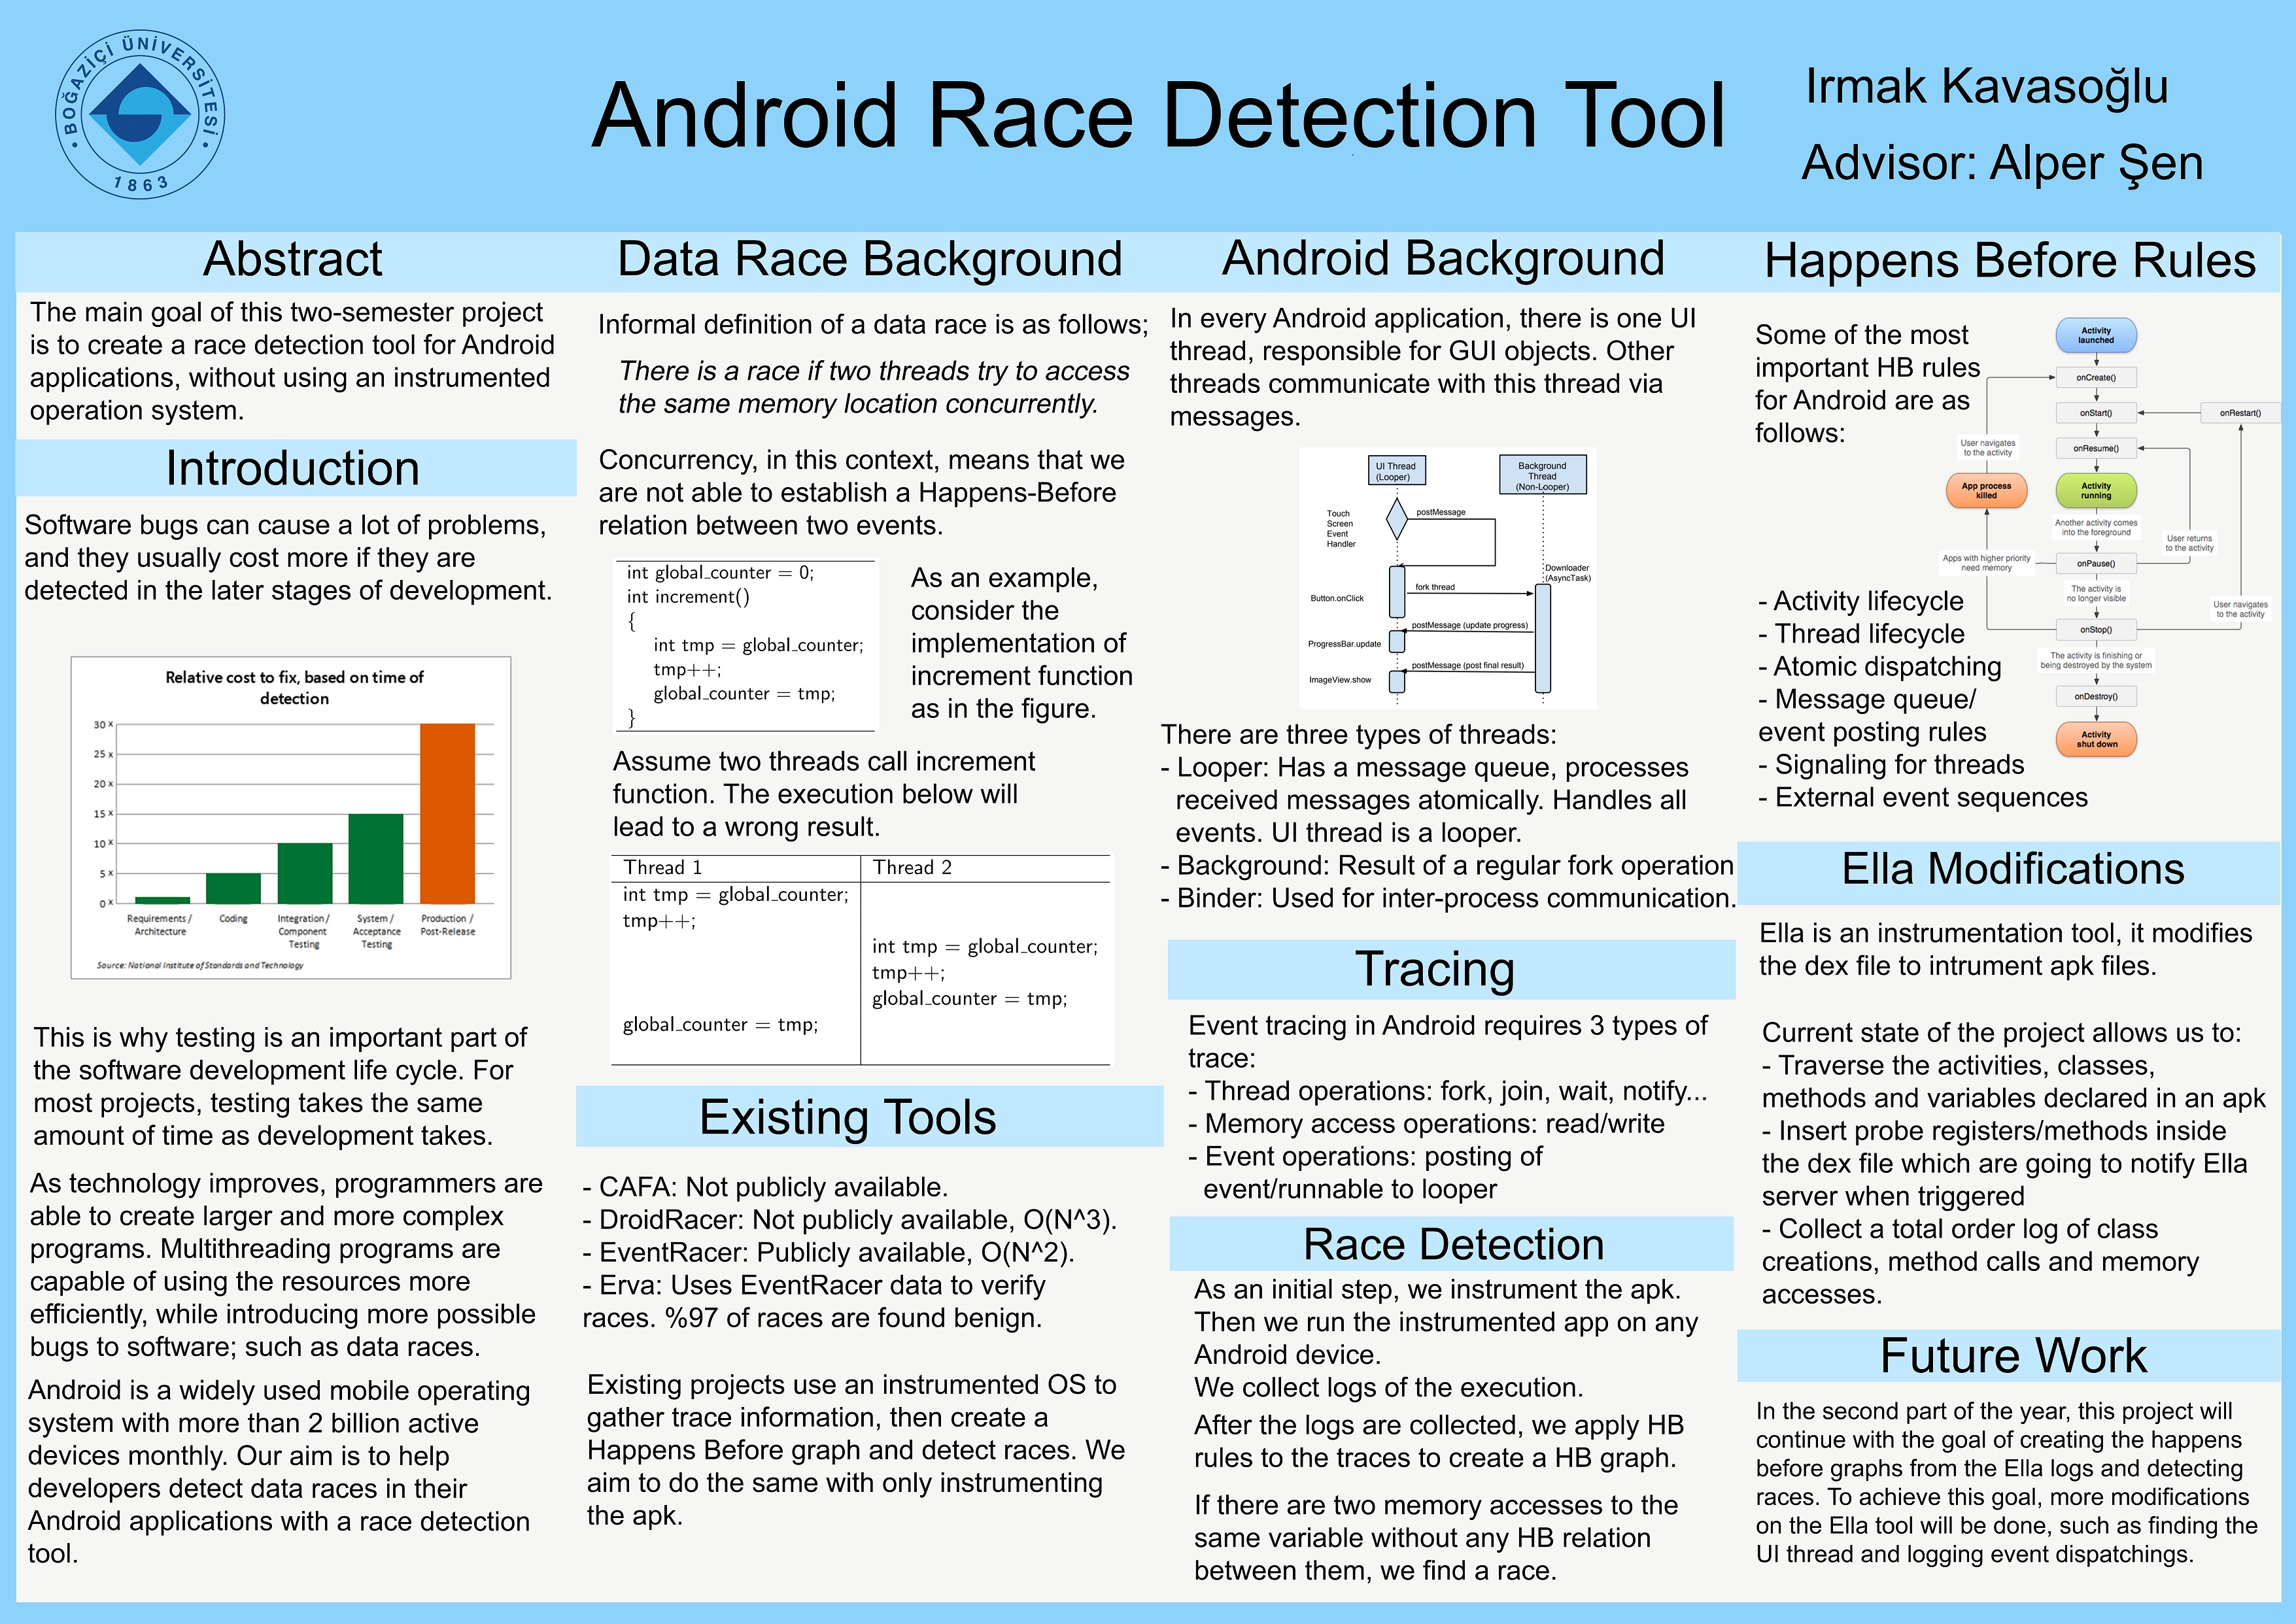 BOĞAZİÇİ ÜNİVERSİTESİ
1863
Android Race Detection Tool
Irmak Kavasoğlu
Advisor: Alper Şen
Abstract
The main goal of this two-semester project
is to create a race detection tool for Android
applications, without using an instrumented
operation system.
Introduction
Software bugs can cause a lot of problems,
and they usually cost more if they are
detected in the later stages of development.
Relative cost to fix, based on time of
detection
30 x
25 x
20 x
15 x
10 x
5 x
0 x
Requirements /
Architecture
Coding
Integration /
Component
Testing
System /
Acceptance
Testing
Production /
Post-Release
Source: National Institute of Standards and Technology
This is why testing is an important part of
the software development life cycle. For
most projects, testing takes the same
amount of time as development takes.
As technology improves, programmers are
able to create larger and more complex
programs. Multithreading programs are
capable of using the resources more
efficiently, while introducing more possible
bugs to software; such as data races.
Android is a widely used mobile operating
system with more than 2 billion active
devices monthly. Our aim is to help
developers detect data races in their
Android applications with a race detection
tool.
Data Race Background
Informal definition of a data race is as follows;
There is a race if two threads try to access
the same memory location concurrently.
Concurrency, in this context, means that we
are not able to establish a Happens-Before
relation between two events.
int global_counter = 0;
int increment()
{
int tmp = global_counter;
tmp++;
global_counter = tmp;
}
As an example,
consider the
implementation of
increment function
as in the figure.
Assume two threads call increment
function. The execution below will
lead to a wrong result.
Thread 1
Thread 2
int tmp = global_counter;
tmp++;
int tmp = global_counter;
tmp++;
global_counter = tmp;
global_counter = tmp;
Existing Tools
- CAFA: Not publicly available.
- DroidRacer: Not publicly available, O(N^3).
- EventRacer: Publicly available, O(N^2).
- Erva: Uses EventRacer data to verify
races. %97 of races are found benign.
Existing projects use an instrumented OS to
gather trace information, then create a
Happens Before graph and detect races. We
aim to do the same with only instrumenting
the apk.
Android Background
In every Android application, there is one UI
thread, responsible for GUI objects. Other
threads communicate with this thread via
messages.
UI Thread
(Looper)
Background
Thread
(Non-Looper)
Touch
Screen
Event
Handler
postMessage
Downloader
(AsyncTask)
fork thread
Button.onClick
postMessage (update progress)
ProgressBar.update
postMessage (post final result)
ImageView.show
There are three types of threads:
- Looper: Has a message queue, processes
received messages atomically. Handles all
events. UI thread is a looper.
- Background: Result of a regular fork operation
- Binder: Used for inter-process communication.
Tracing
Event tracing in Android requires 3 types of
trace:
- Thread operations: fork, join, wait, notify...
- Memory access operations: read/write
- Event operations: posting of
event/runnable to looper
Race Detection
As an initial step, we instrument the apk.
Then we run the instrumented app on any
Android device.
We collect logs of the execution.
After the logs are collected, we apply HB
rules to the traces to create a HB graph.
If there are two memory accesses to the
same variable without any HB relation
between them, we find a race.
Happens Before Rules
Some of the most
important HB rules
for Android are as
follows:
Activity
launched
onCreate()
onStart()
onRestart()
onResume()
User navigates
to the activity
App process
killed
Activity
running
Another activity comes
into the foreground
User returns
to the activity
Apps with higher priority
need memory
onPause()
The activity is
no longer visible
User navigates
to the activity
onStop()
The activity is finishing or
being destroyed by the system
onDestroy()
Activity
shut down
- Activity lifecycle
- Thread lifecycle
- Atomic dispatching
- Message queue/
event posting rules
- Signaling for threads
- External event sequences
Ella Modifications
Ella is an instrumentation tool, it modifies
the dex file to intrument apk files.
Current state of the project allows us to:
- Traverse the activities, classes,
methods and variables declared in an apk
- Insert probe registers/methods inside
the dex file which are going to notify Ella
server when triggered
- Collect a total order log of class
creations, method calls and memory
accesses.
Future Work
In the second part of the year, this project will
continue with the goal of creating the happens
before graphs from the Ella logs and detecting
races. To achieve this goal, more modifications
on the Ella tool will be done, such as finding the
UI thread and logging event dispatchings.